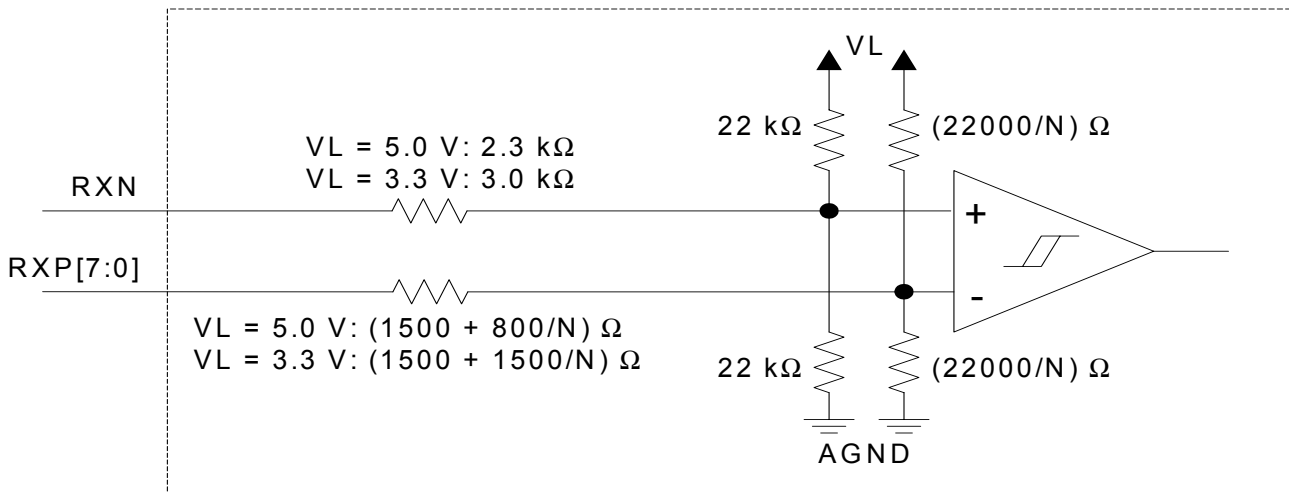 VL
22 kΩ
(22000/N) Ω
VL = 5.0 V: 2.3 kΩ
VL = 3.3 V: 3.0 kΩ
RXN
+
RXP[7:0]
-
VL = 5.0 V: (1500 + 800/N) Ω
VL = 3.3 V: (1500 + 1500/N) Ω
22 kΩ
(22000/N) Ω
AGND